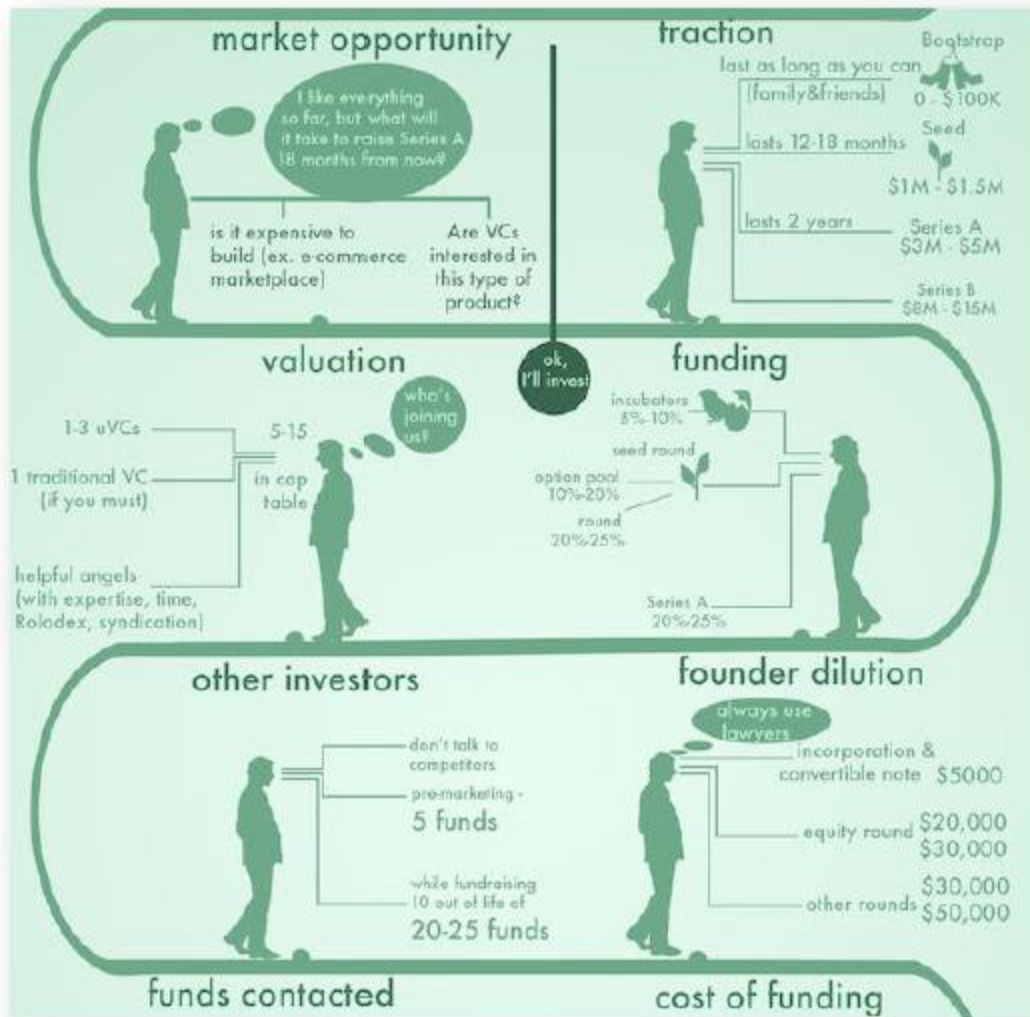 market opportunity
I like everything
so far, but what will
it take to raise Series A
18 months from now?
is it expensive to
build (ex. e-commerce
marketplace)
Are VCs
interested in
this type of
product?
traction
Bootstrap
last as long as you can
(family&friends)
0 - $100K
Seed
lasts 12-18 months
$1M - $1.5M
lasts 2 years
Series A
$3M - $5M
Series B
$8M - $15M
ok,
I'll invest
valuation
who's
joining
us?
1-3 uVCs
5-15
1 traditional VC
(if you must)
in cap
table
helpful angels
(with expertise, time,
Rolodex, syndication)
funding
incubators
5%-10%
seed round
option pool
10%-20%
round
20%-25%
Series A
20%-25%
other investors
don't talk to
competitors
pre-marketing -
5 funds
while fundraising
10 out of life of
20-25 funds
founder dilution
always use
lawyers
incorporation &
convertible note $5000
equity round $20,000
$30,000
other rounds $30,000
$50,000
funds contacted
cost of funding